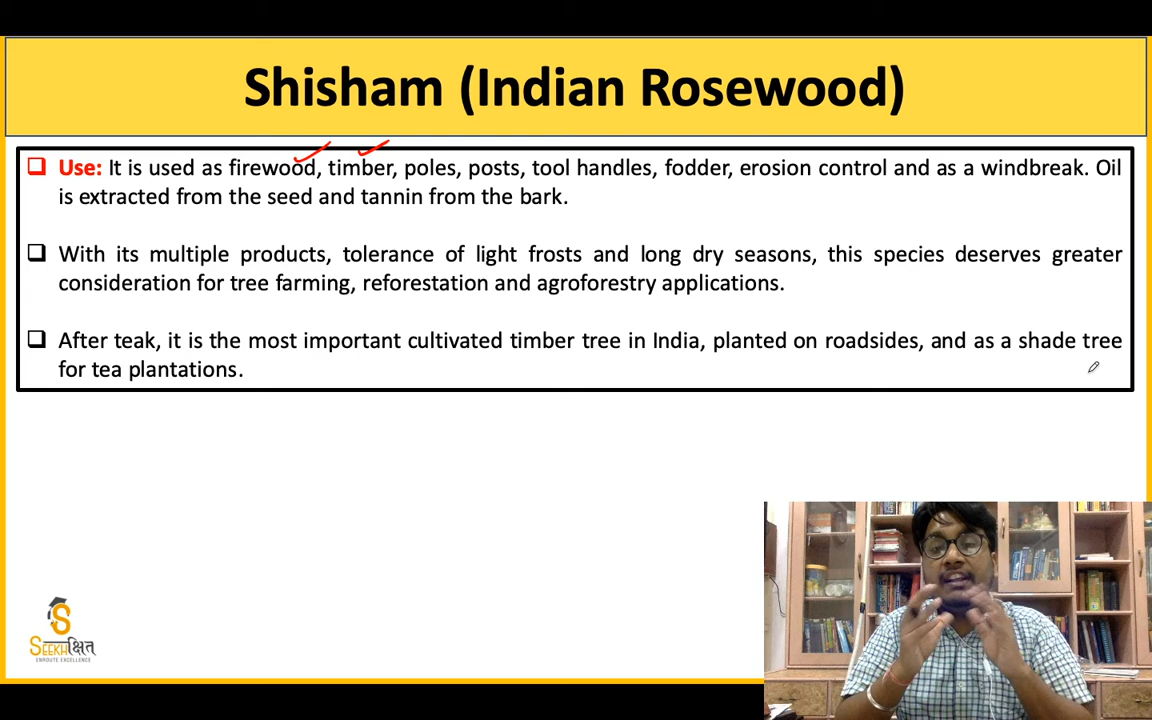 Shisham (Indian Rosewood)
Use: It is used as firewood, timber, poles, posts, tool handles, fodder, erosion control and as a windbreak. Oil
is extracted from the seed and tannin from the bark.
With its multiple products, tolerance of light frosts and long dry seasons, this species deserves greater
consideration for tree farming, reforestation and agroforestry applications.
After teak, it is the most important cultivated timber tree in India, planted on roadsides, and as a shade tree
for tea plantations.
S
SEEKHक्षित
ENROUTE EXCELLENCE